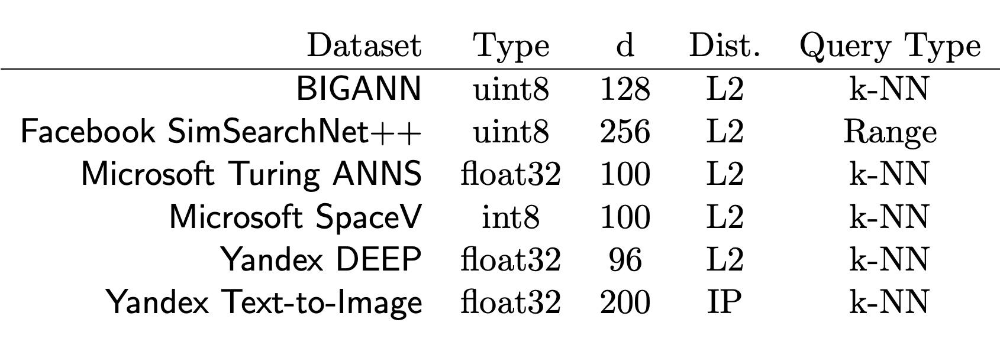 Dataset Type d Dist. Query Type
BIGANN uint8 128 L2 k-NN
Facebook SimSearchNet++ uint8 256 L2 Range
Microsoft Turing ANNS float32 100 L2 k-NN
Microsoft SpaceV int8 100 L2 k-NN
Yandex DEEP float32 96 L2 k-NN
Yandex Text-to-Image float32 200 IP k-NN